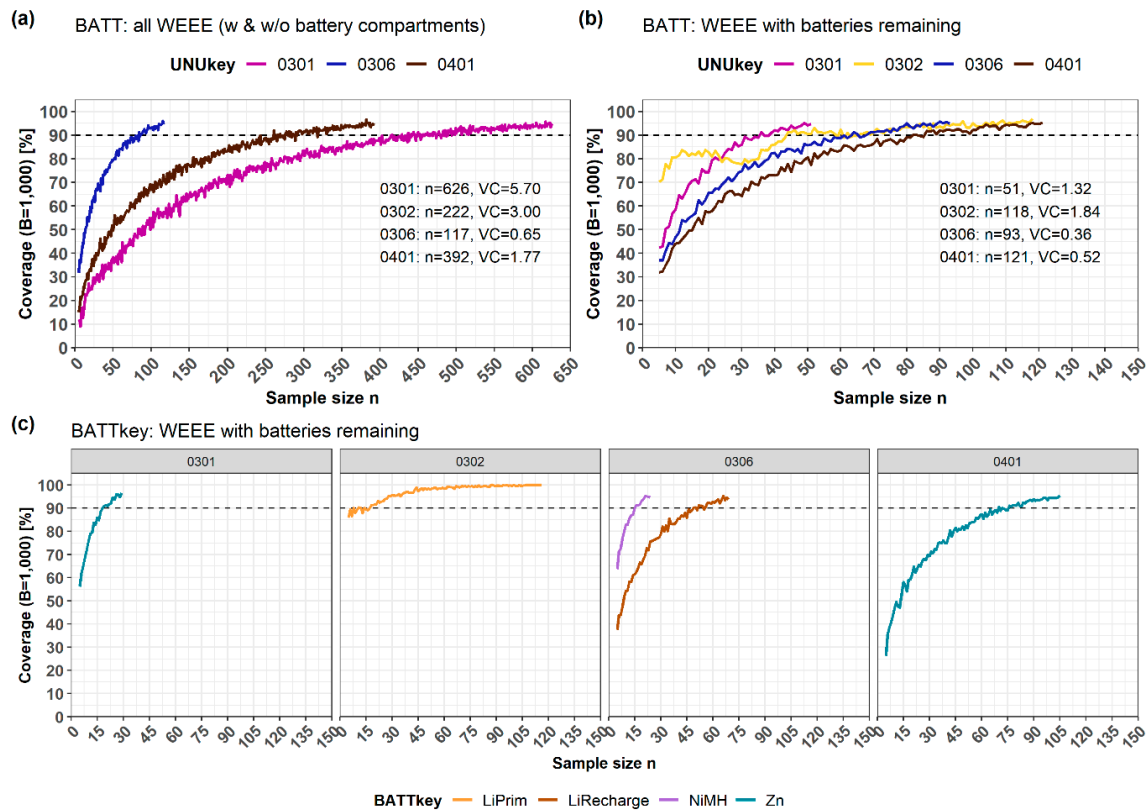 (a)
BATT: all WEEE (w & w/o battery compartments)
UNUkey 0301 0306 0401
Coverage (B=1,000) [%]
100
90
80
70
60
50
40
30
20
10
0
0301: n=626, VC=5.70
0302: n=222, VC=3.00
0306: n=117, VC=0.65
0401: n=392, VC=1.77
0 50 100 150 200 250 300 350 400 450 500 550 600 650
Sample size n
(b)
BATT: WEEE with batteries remaining
UNUkey 0301 0302 0306 0401
Coverage (B=1,000) [%]
100
90
80
70
60
50
40
30
20
10
0
0301: n=51, VC=1.32
0302: n=118, VC=1.84
0306: n=93, VC=0.36
0401: n=121, VC=0.52
0 10 20 30 40 50 60 70 80 90 100 110 120 130 140 150
Sample size n
(c)
BATTkey: WEEE with batteries remaining
0301 0302 0306 0401
Coverage (B=1,000) [%]
100
90
80
70
60
50
40
30
20
10
0
0 15 30 45 60 75 90 105 120 135 150
0 15 30 45 60 75 90 105 120 135 150
0 15 30 45 60 75 90 105 120 135 150
0 15 30 45 60 75 90 105 120 135 150
Sample size n
BATTkey LiPrim LiRecharge NiMH Zn